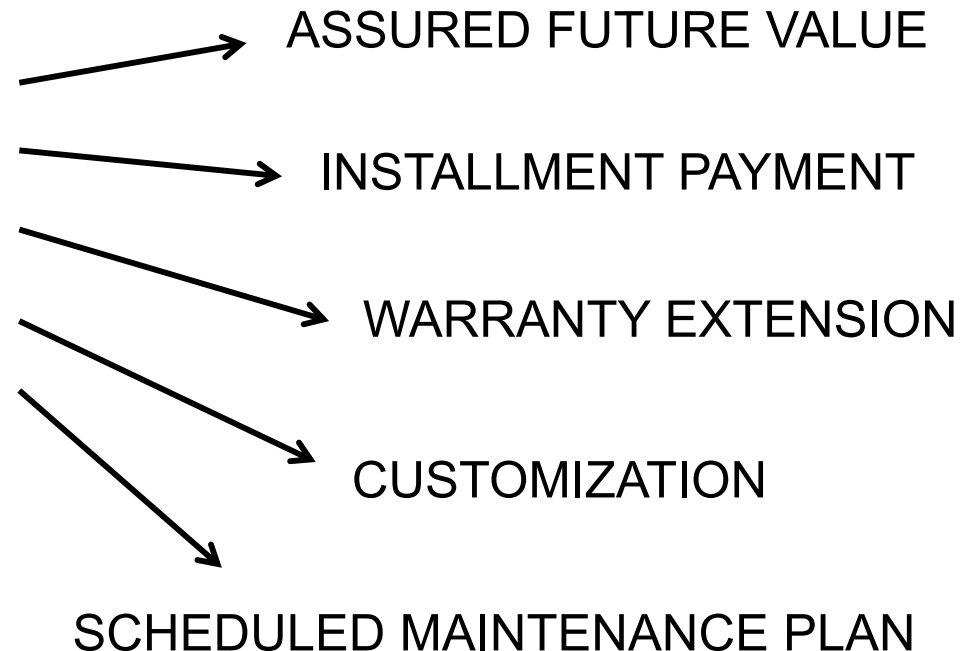 ASSURED FUTURE VALUE
INSTALLMENT PAYMENT
WARRANTY EXTENSION
CUSTOMIZATION
SCHEDULED MAINTENANCE PLAN